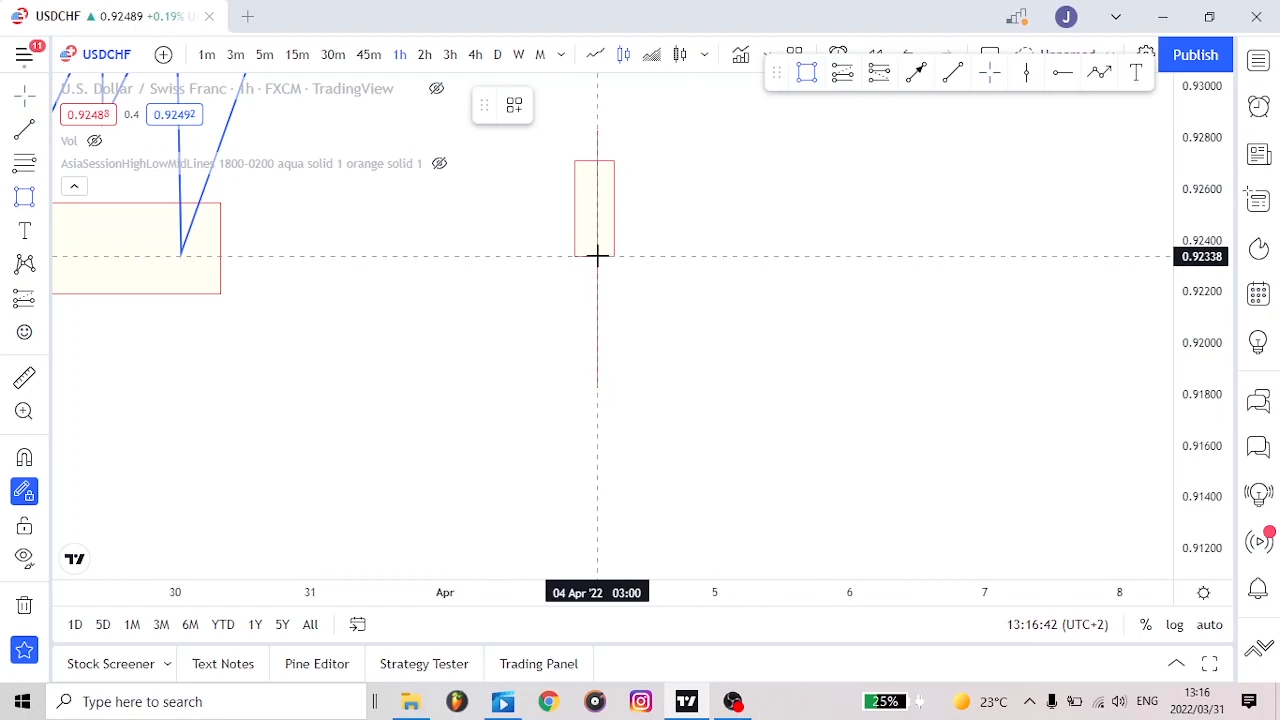 USDCHF ▲ 0.92489 +0.19% U
11 USDCHF 1m 3m 5m 15m 30m 45m 1h 2h 3h 4h D W M Publish
U.S. Dollar / Swiss Franc · 1h · FXCM · TradingView
0.92488 0.4 0.92492
Vol
AsiaSessionHighLowMidLines 1800-0200 aqua solid 1 orange solid 1
T
T
J
0.93000
0.92800
0.92600
0.92400
0.92338
0.92200
0.92000
0.91800
0.91600
0.91400
0.91200
30 31 Apr 04 Apr '22 03:00 5 6 7 8
1D 5D 1M 3M 6M YTD 1Y 5Y All 13:16:42 (UTC+2) % log auto
Stock Screener Text Notes Pine Editor Strategy Tester Trading Panel
Type here to search 25% 23°C ENG 13:16
2022/03/31